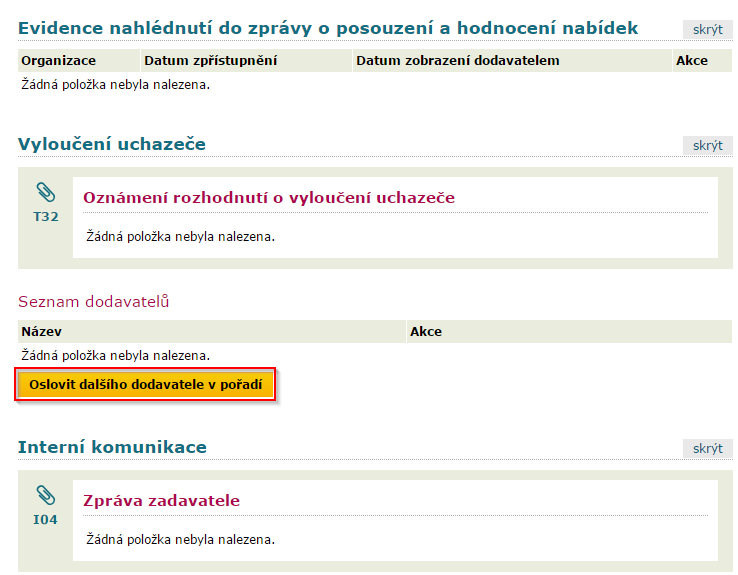 Evidence nahlédnutí do zprávy o posouzení a hodnocení nabídek skrýt
Organizace Datum zpřístupnění Datum zobrazení dodavatelem Akce
Žádná položka nebyla nalezena.
Vyloučení uchazeče skrýt
Oznámení rozhodnutí o vyloučení uchazeče
T32
Žádná položka nebyla nalezena.
Seznam dodavatelů
Název Akce
Žádná položka nebyla nalezena.
Oslovit dalšího dodavatele v pořadí
Interní komunikace skrýt
Zpráva zadavatele
I04
Žádná položka nebyla nalezena.